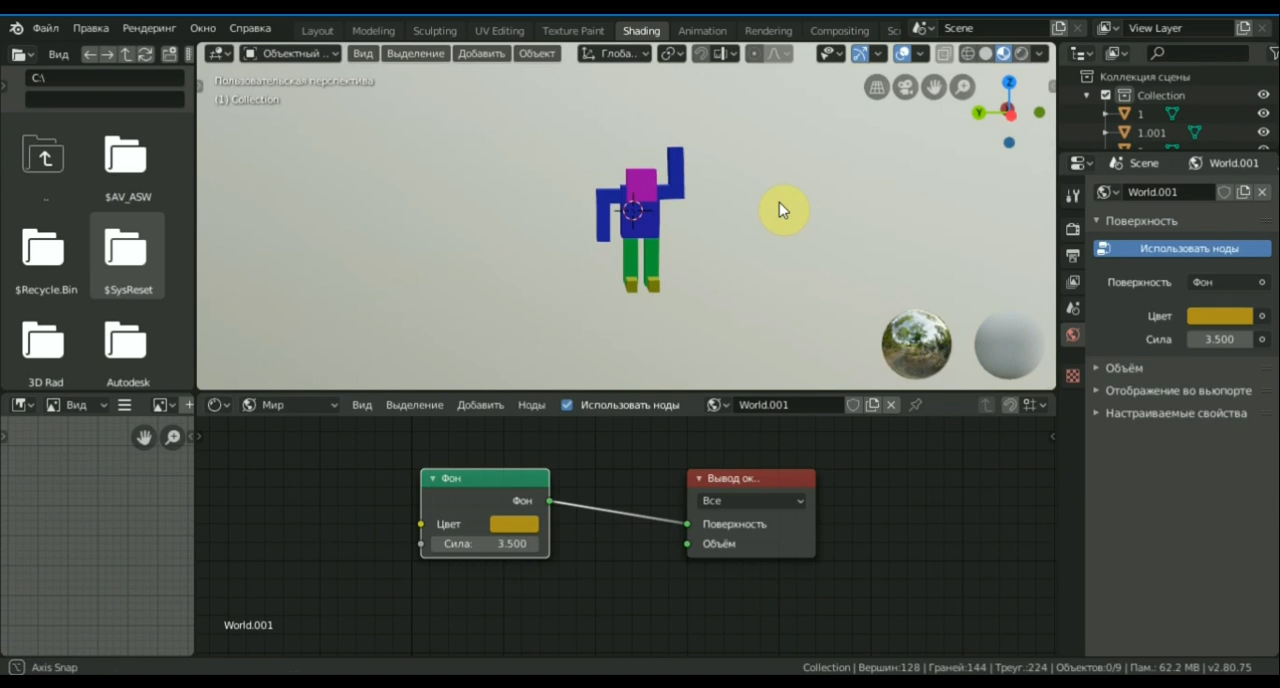 Файл Правка Рендеринг Окно Справка Layout Modeling Sculpting UV Editing Texture Paint Shading Animation Rendering Compositing Sc Scene View Layer
Вид Объектный .. Вид Выделение Добавить Объект Глоба..
C:\
Пользовательская перспектива
(1) Collection
Z
Y
Коллекция сцены
Collection
1
1.001
..
$AV_ASW
$Recycle.Bin
$SysReset
3D Rad
Autodesk
Scene World.001
World.001
Поверхность
Использовать ноды
Поверхность Фон
Цвет
Сила 3.500
Объём
Отображение во вьюпорте
Настраиваемые свойства
Вид Мир Вид Выделение Добавить Ноды Использовать ноды World.001
Фон
Фон
Цвет
Сила: 3.500
Вывод ок..
Все
Поверхность
Объём
World.001
Axis Snap
Collection | Вершин:128 | Граней:144 | Треуг.:224 | Объектов:0/9 | Пам.: 62.2 MB | v2.80.75